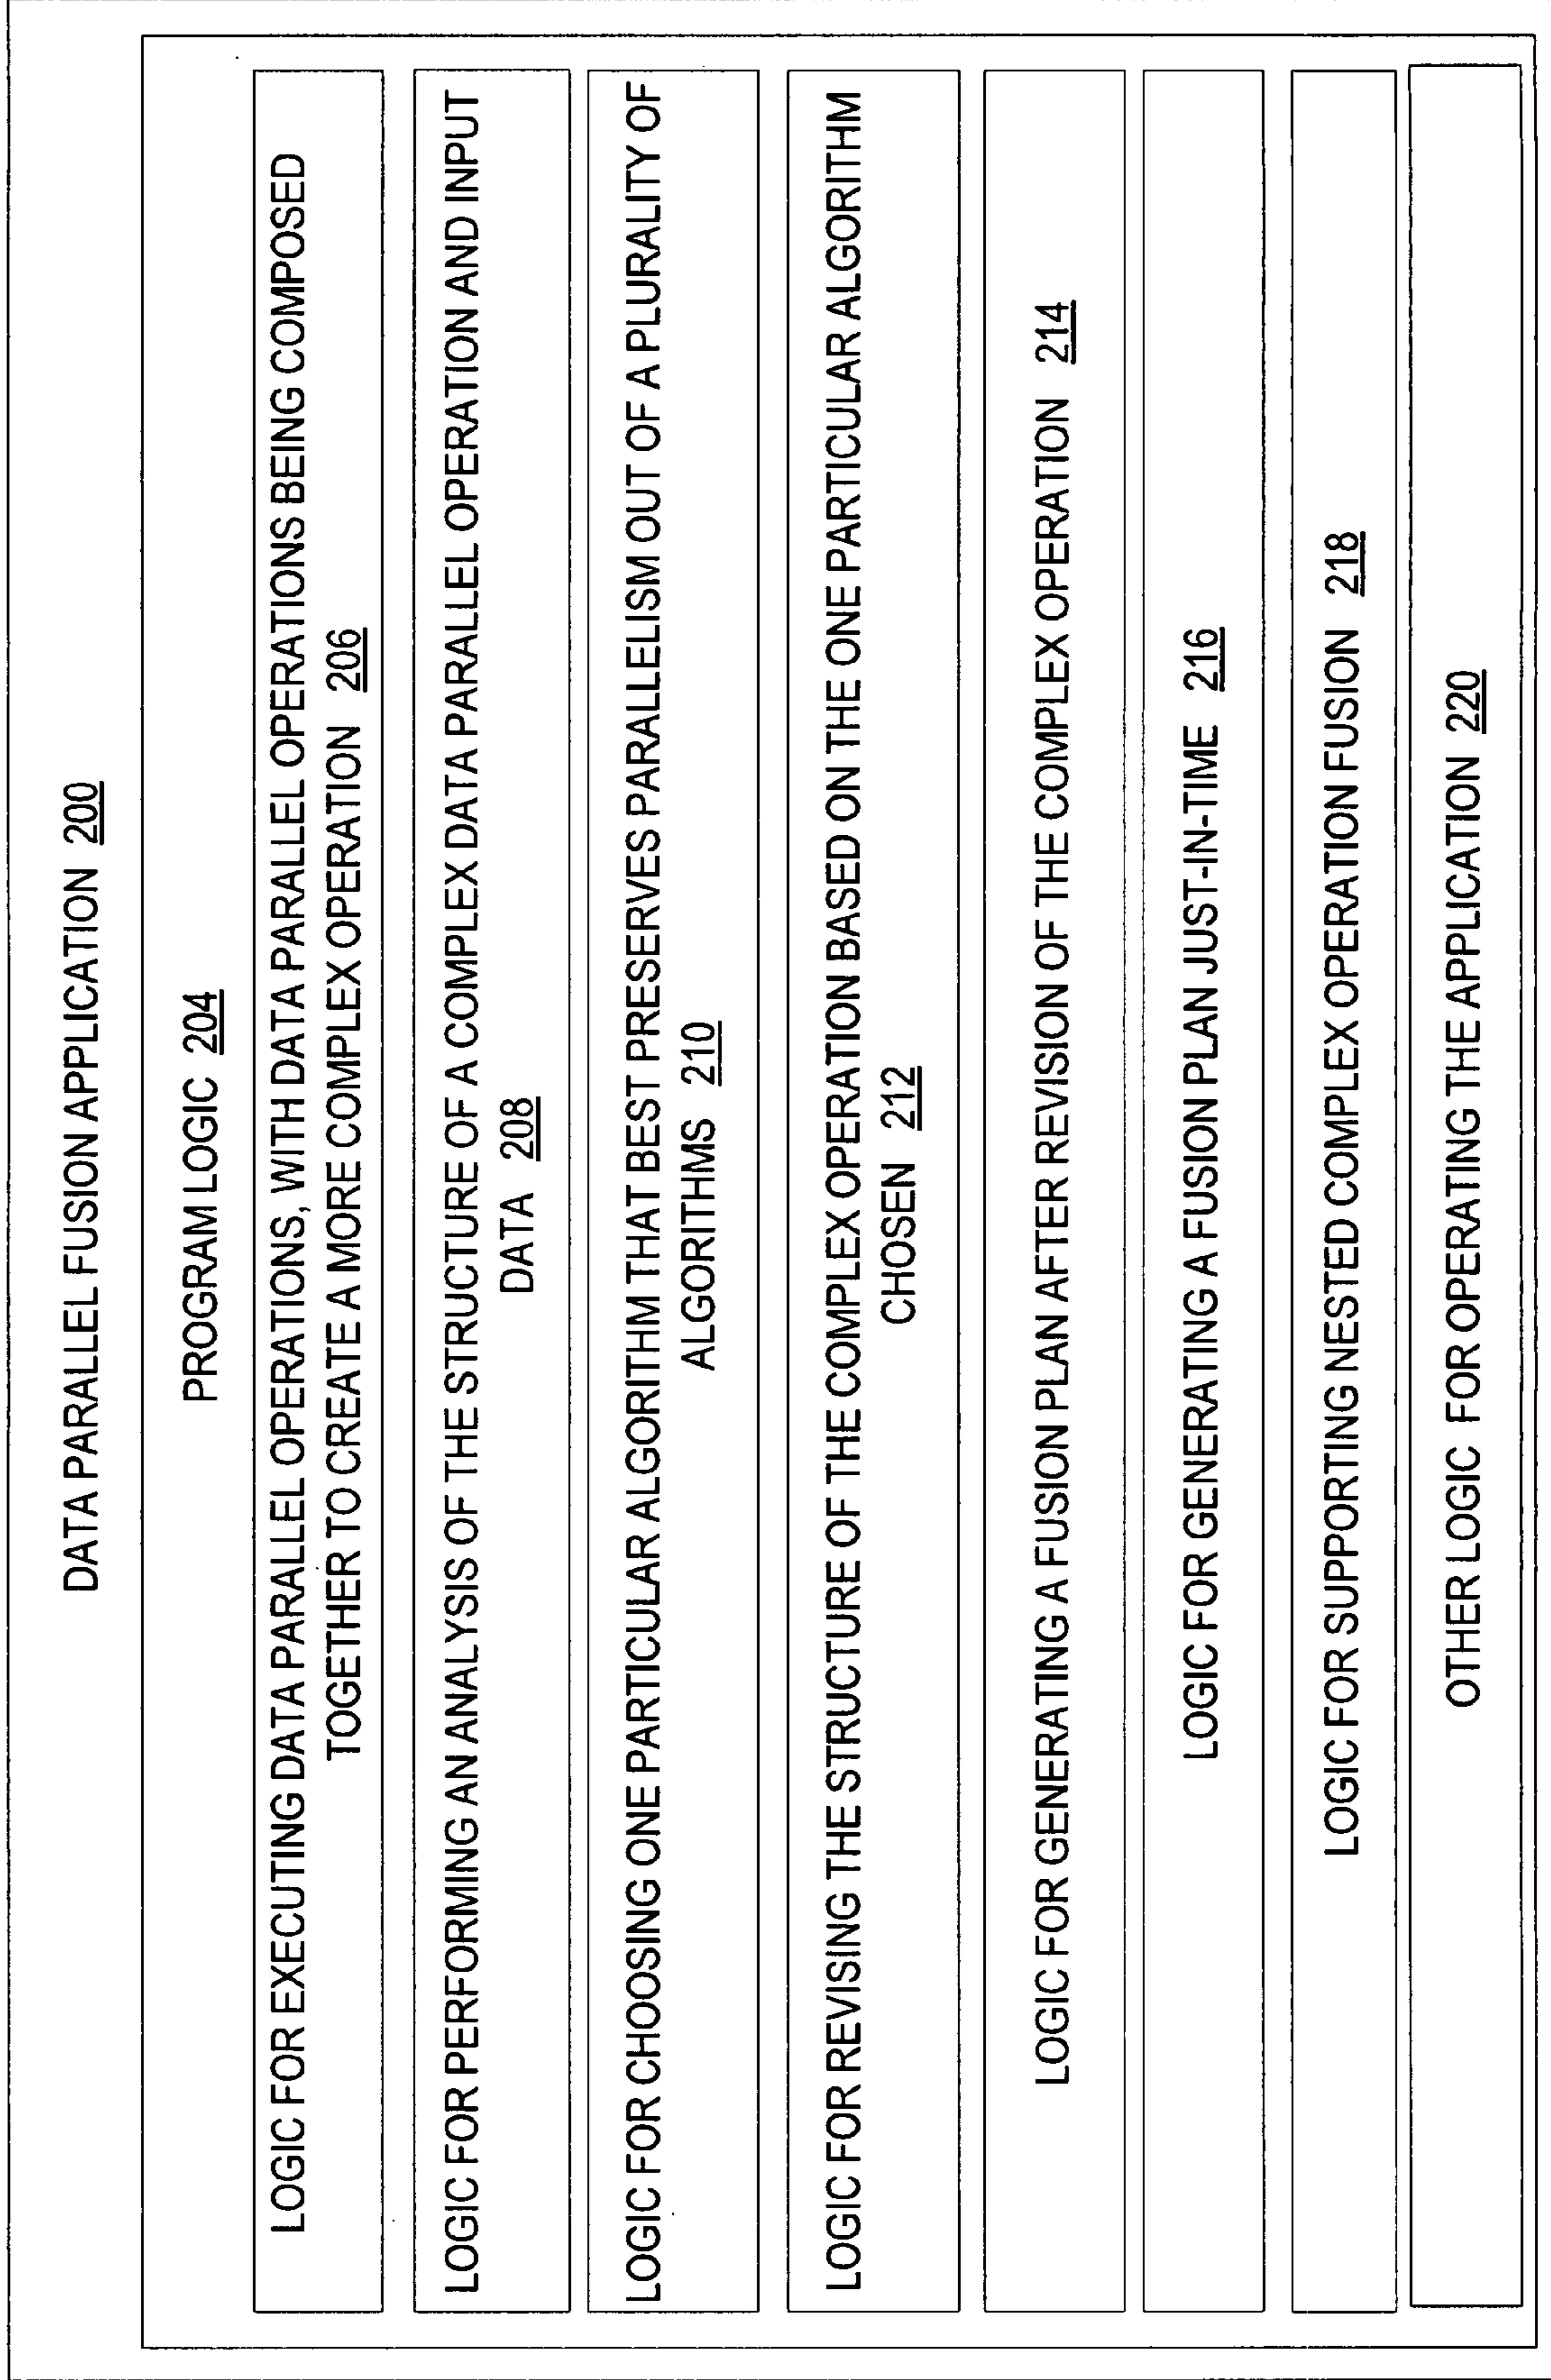 DATA PARALLEL FUSION APPLICATION 200
PROGRAM LOGIC 204
LOGIC FOR EXECUTING DATA PARALLEL OPERATIONS, WITH DATA PARALLEL OPERATIONS BEING COMPOSED
TOGETHER TO CREATE A MORE COMPLEX OPERATION 206
LOGIC FOR PERFORMING AN ANALYSIS OF THE STRUCTURE OF A COMPLEX DATA PARALLEL OPERATION AND INPUT
DATA 208
LOGIC FOR CHOOSING ONE PARTICULAR ALGORITHM THAT BEST PRESERVES PARALLELISM OUT OF A PLURALITY OF
ALGORITHMS 210
LOGIC FOR REVISING THE STRUCTURE OF THE COMPLEX OPERATION BASED ON THE ONE PARTICULAR ALGORITHM
CHOSEN 212
LOGIC FOR GENERATING A FUSION PLAN AFTER REVISION OF THE COMPLEX OPERATION 214
LOGIC FOR GENERATING A FUSION PLAN JUST-IN-TIME 216
LOGIC FOR SUPPORTING NESTED COMPLEX OPERATION FUSION 218
OTHER LOGIC FOR OPERATING THE APPLICATION 220